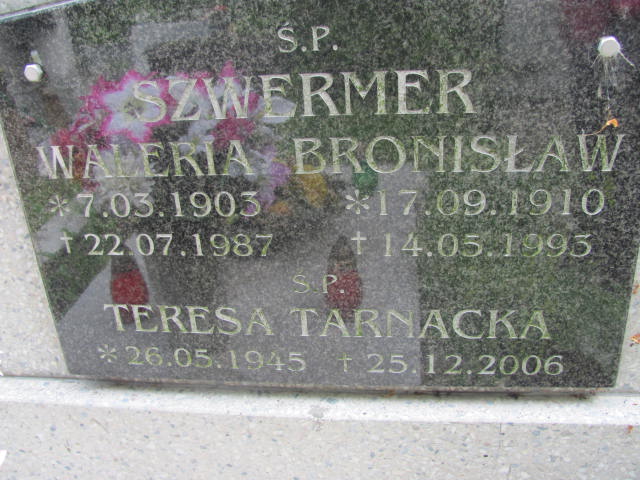 Ś.P.
SZWERMER
WALERIA BRONISŁAW
* 7.03.1903 * 17.09.1910
† 22.07.1987 † 14.05.1993
Ś.P.
TERESA TARNACKA
* 26.05.1945 † 25.12.2006